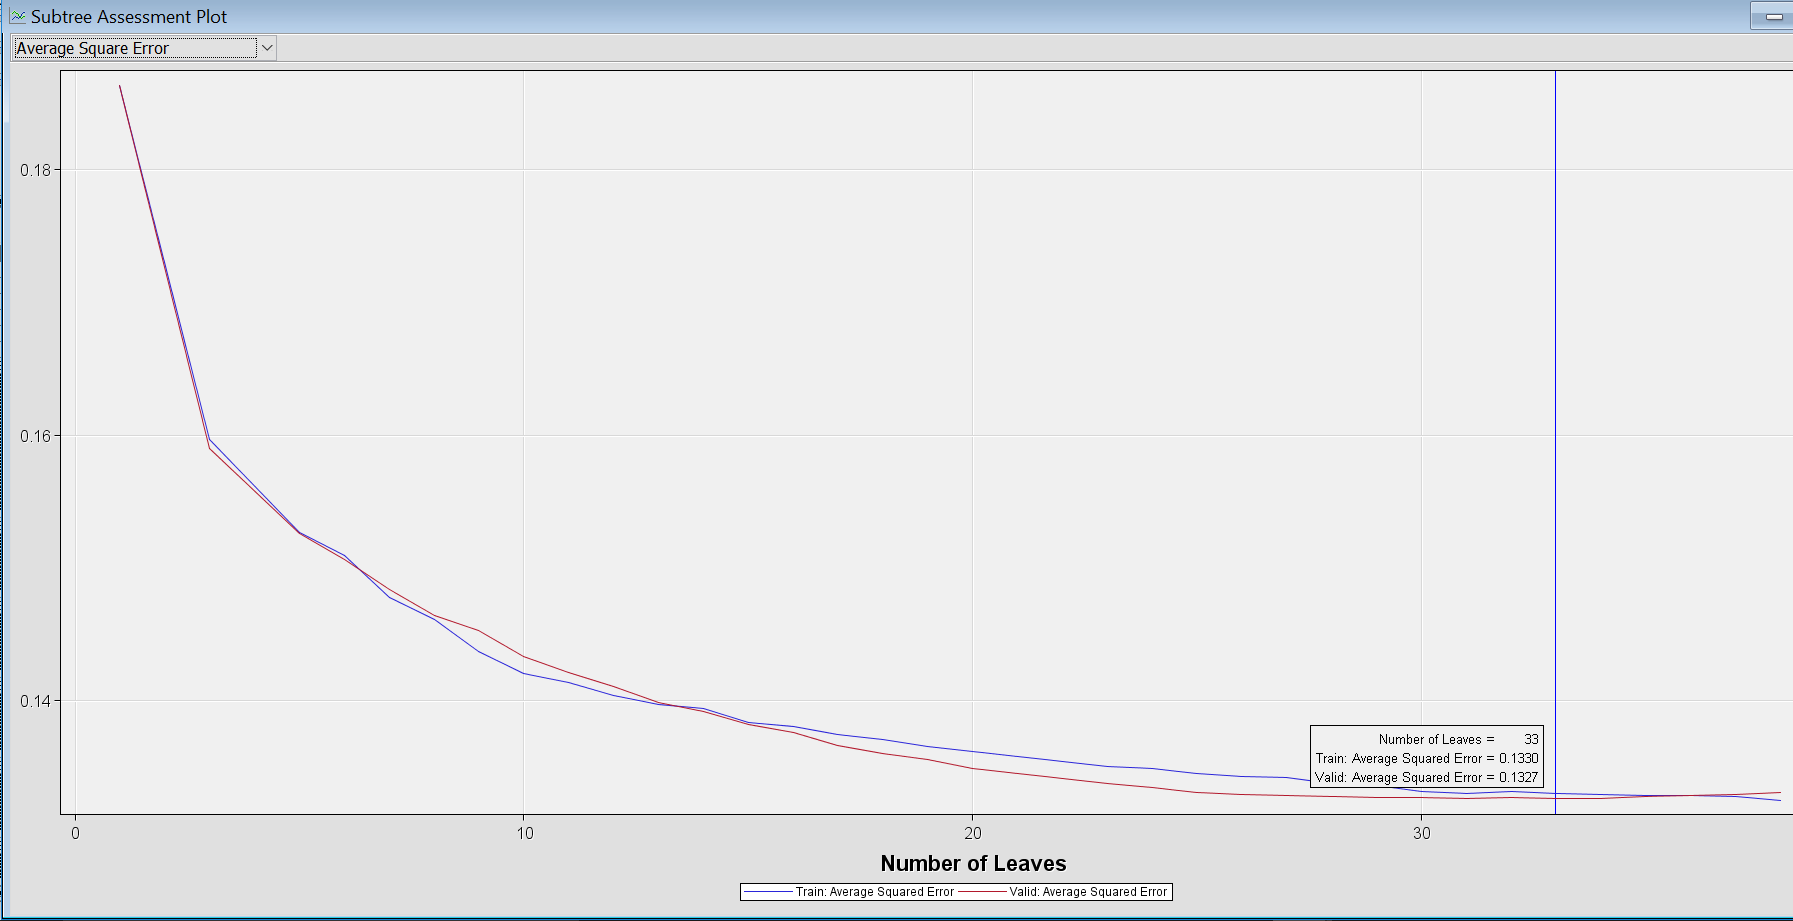 Subtree Assessment Plot
Average Square Error
0.18
0.16
0.14
Number of Leaves = 33
Train: Average Squared Error = 0.1330
Valid: Average Squared Error = 0.1327
0 10 20 30
Number of Leaves
Train: Average Squared Error Valid: Average Squared Error